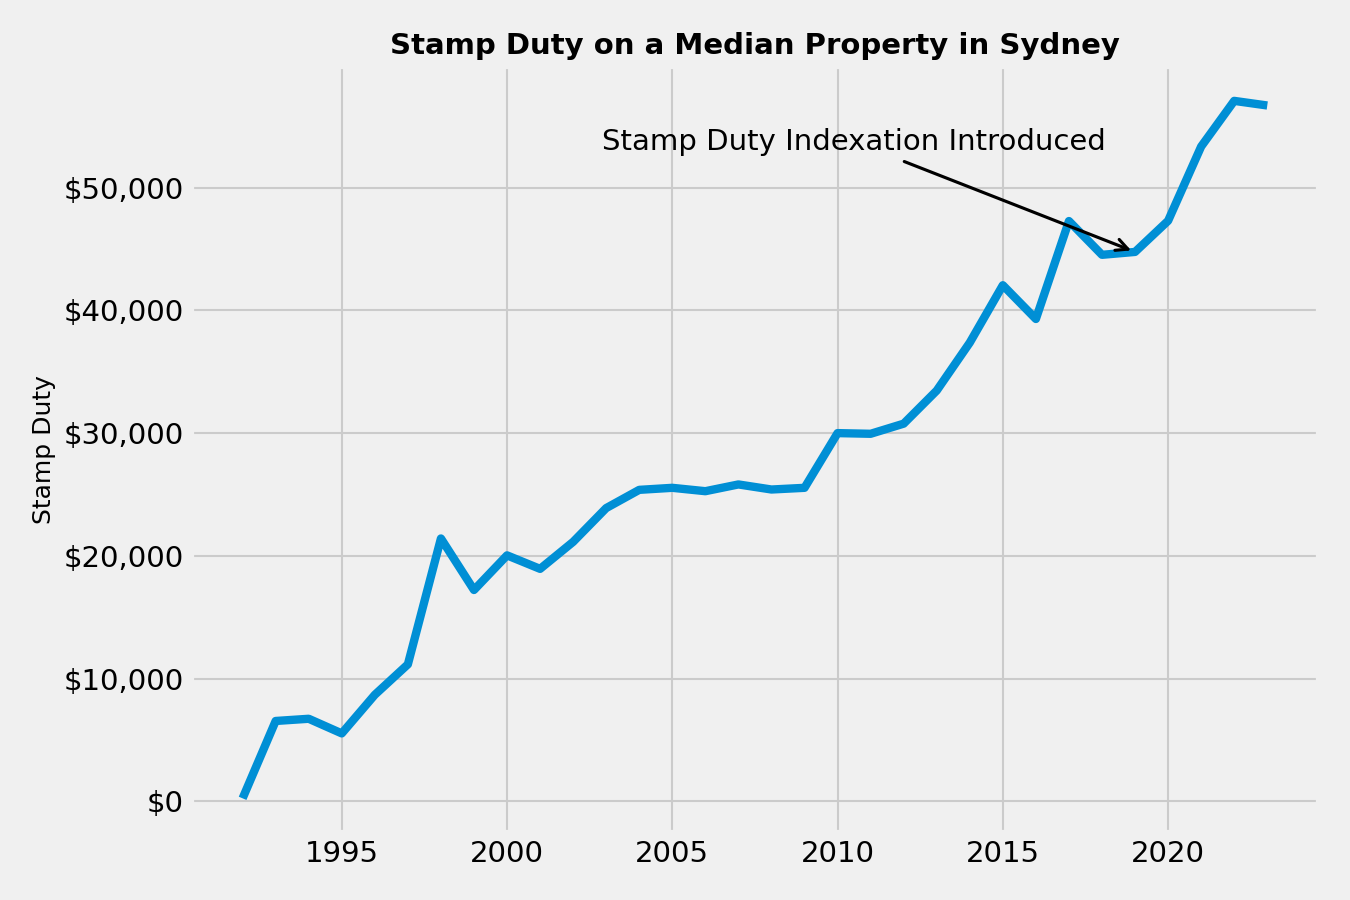 Stamp Duty on a Median Property in Sydney
Stamp Duty Indexation Introduced
$50,000
$40,000
$30,000
$20,000
$10,000
$0
Stamp Duty
1995 2000 2005 2010 2015 2020